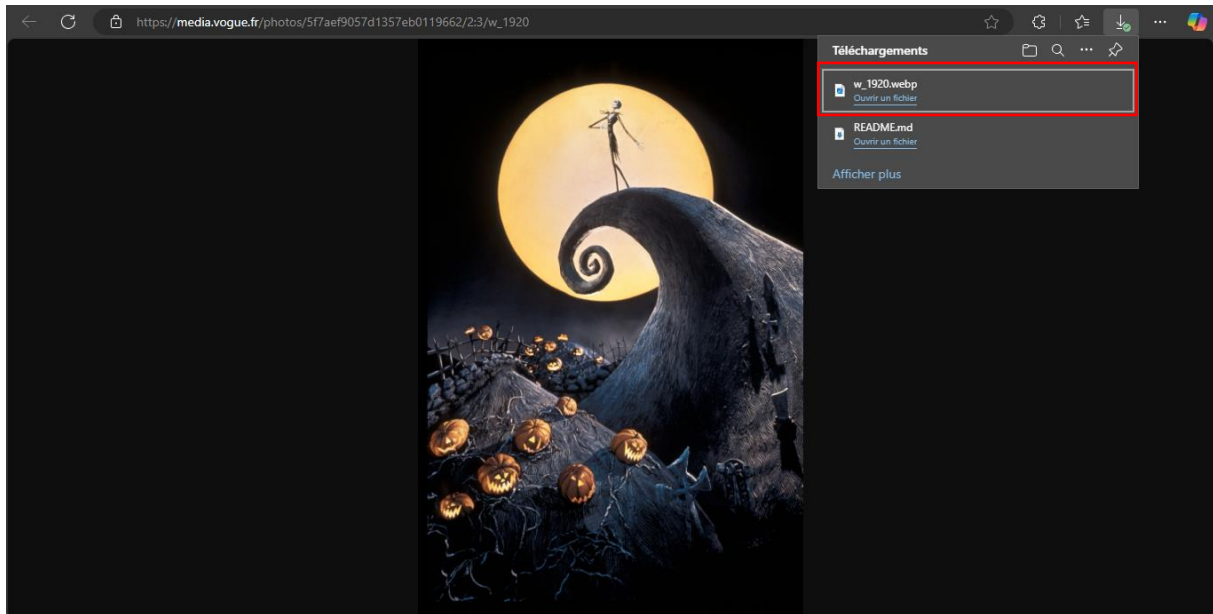 https://media.vogue.fr/photos/5f7aef9057d1357eb0119662/2:3/w_1920
Téléchargements
w_1920.webp
Ouvrir un fichier
README.md
Ouvrir un fichier
Afficher plus